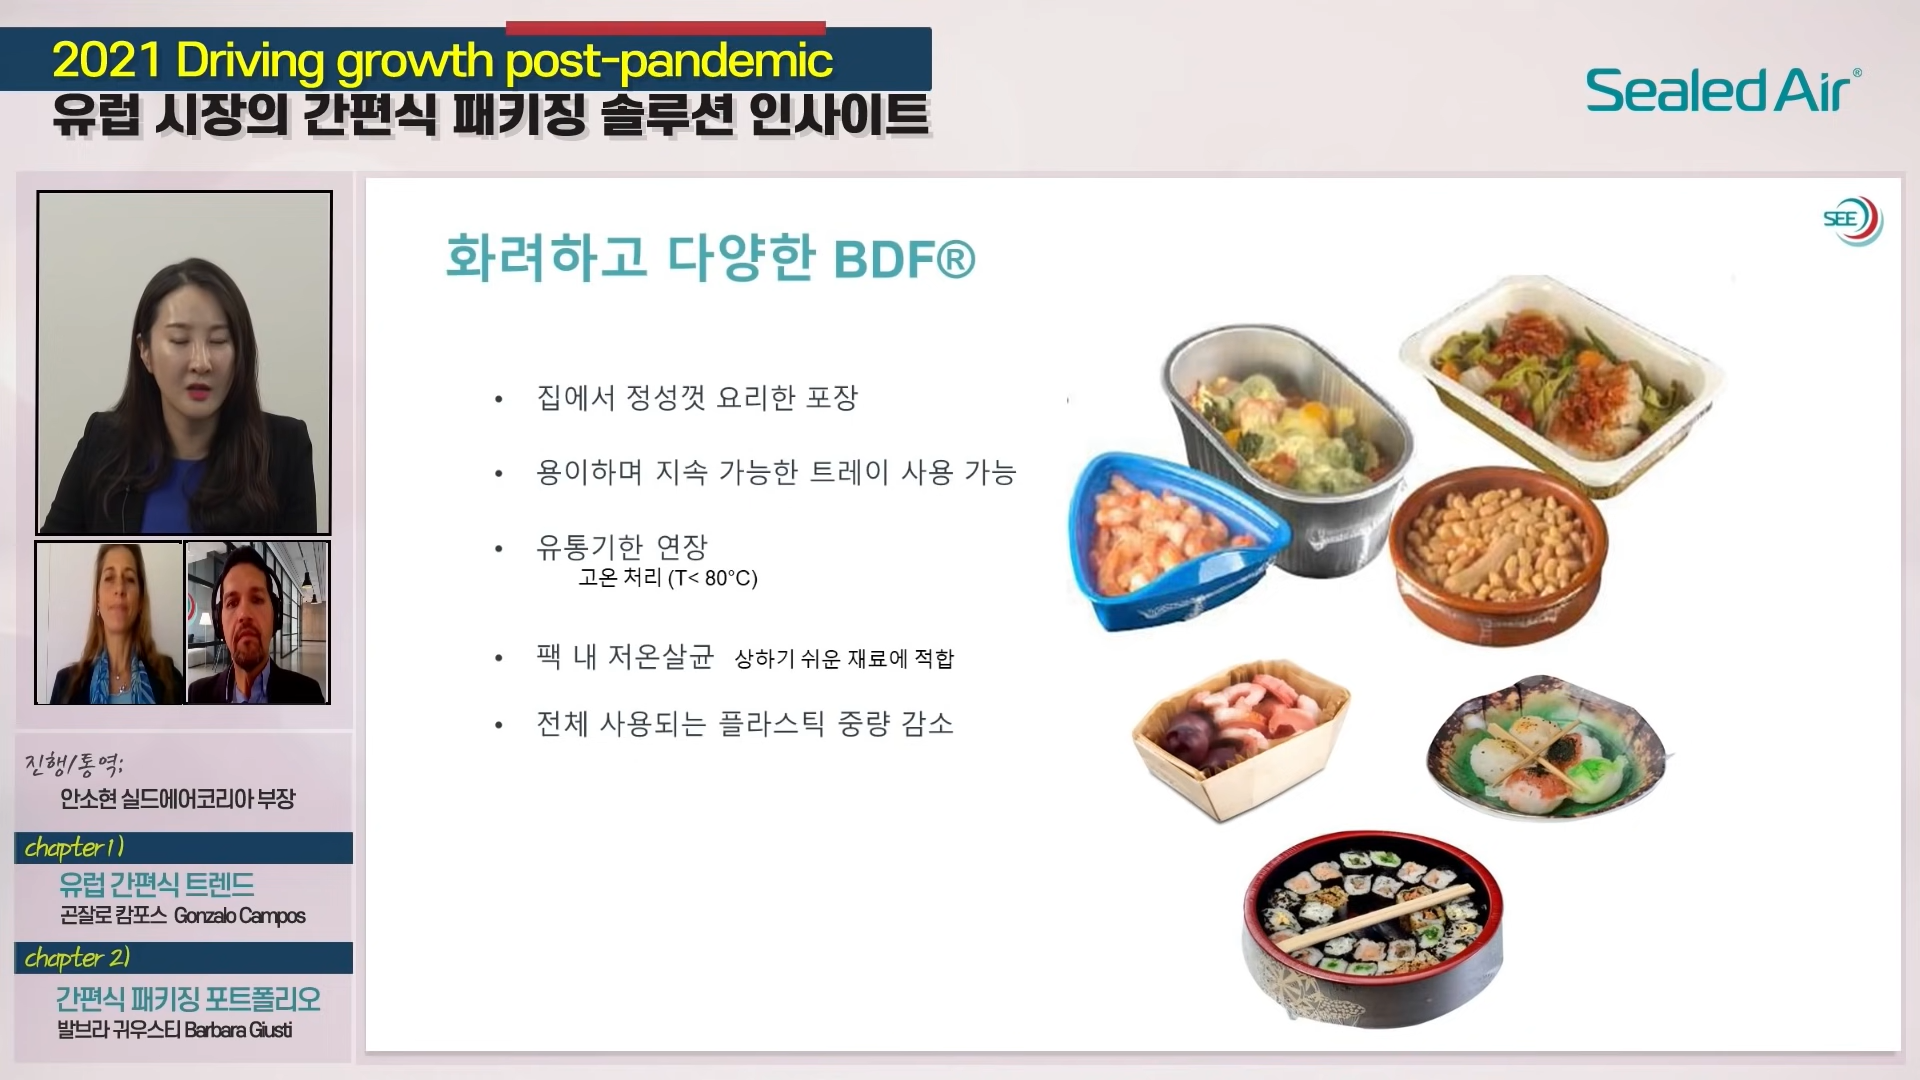 2021 Driving growth post-pandemic
유럽 시장의 간편식 패키징 솔루션 인사이트
Sealed Air®
SEE
화려하고 다양한 BDF®
• 집에서 정성껏 요리한 포장
• 용이하며 지속 가능한 트레이 사용 가능
• 유통기한 연장
고온 처리 (T< 80°C)
• 팩 내 저온살균 상하기 쉬운 재료에 적합
• 전체 사용되는 플라스틱 중량 감소
진행/통역;
안소현 실드에어코리아 부장
chapter 1)
유럽 간편식 트렌드
곤잘로 캄포스 Gonzalo Campos
chapter 2)
간편식 패키징 포트폴리오
발브라 귀우스티 Barbara Giusti